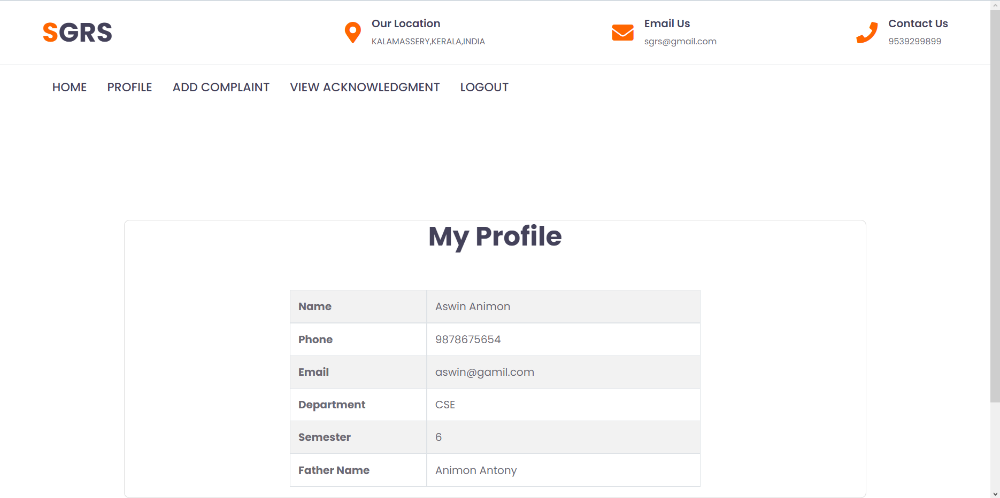 SGRS
Our Location
KALAMASSERY,KERALA,INDIA
Email Us
sgrs@gmail.com
Contact Us
9539299899
HOME PROFILE ADD COMPLAINT VIEW ACKNOWLEDGMENT LOGOUT
My Profile
Name Aswin Animon
Phone 9878675654
Email aswin@gamil.com
Department CSE
Semester 6
Father Name Animon Antony